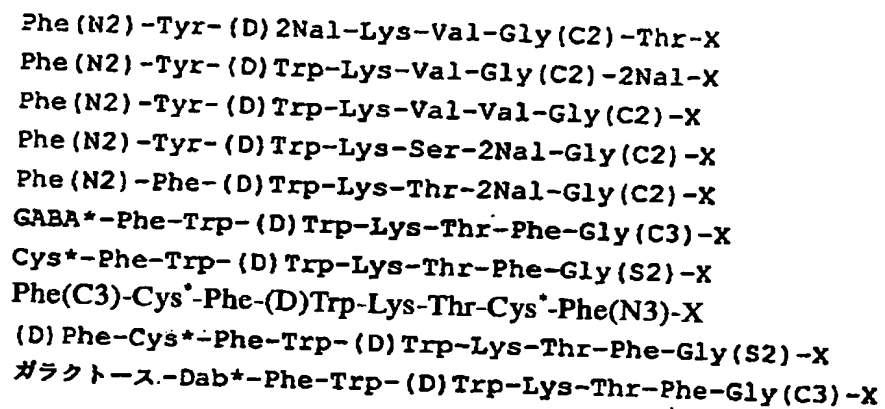 Phe(N2)-Tyr-(D)2Nal-Lys-Val-Gly(C2)-Thr-X
Phe(N2)-Tyr-(D)Trp-Lys-Val-Gly(C2)-2Nal-X
Phe(N2)-Tyr-(D)Trp-Lys-Val-Val-Gly(C2)-X
Phe(N2)-Tyr-(D)Trp-Lys-Ser-2Nal-Gly(C2)-X
Phe(N2)-Phe-(D)Trp-Lys-Thr-2Nal-Gly(C2)-X
GABA*-Phe-Trp-(D)Trp-Lys-Thr-Phe-Gly(C3)-X
Cys*-Phe-Trp-(D)Trp-Lys-Thr-Phe-Gly(S2)-X
Phe(C3)-Cys*-Phe-(D)Trp-Lys-Thr-Cys*-Phe(N3)-X
(D)Phe-Cys*-Phe-Trp-(D)Trp-Lys-Thr-Phe-Gly(S2)-X
ガラクトース-Dab*-Phe-Trp-(D)Trp-Lys-Thr-Phe-Gly(C3)-X